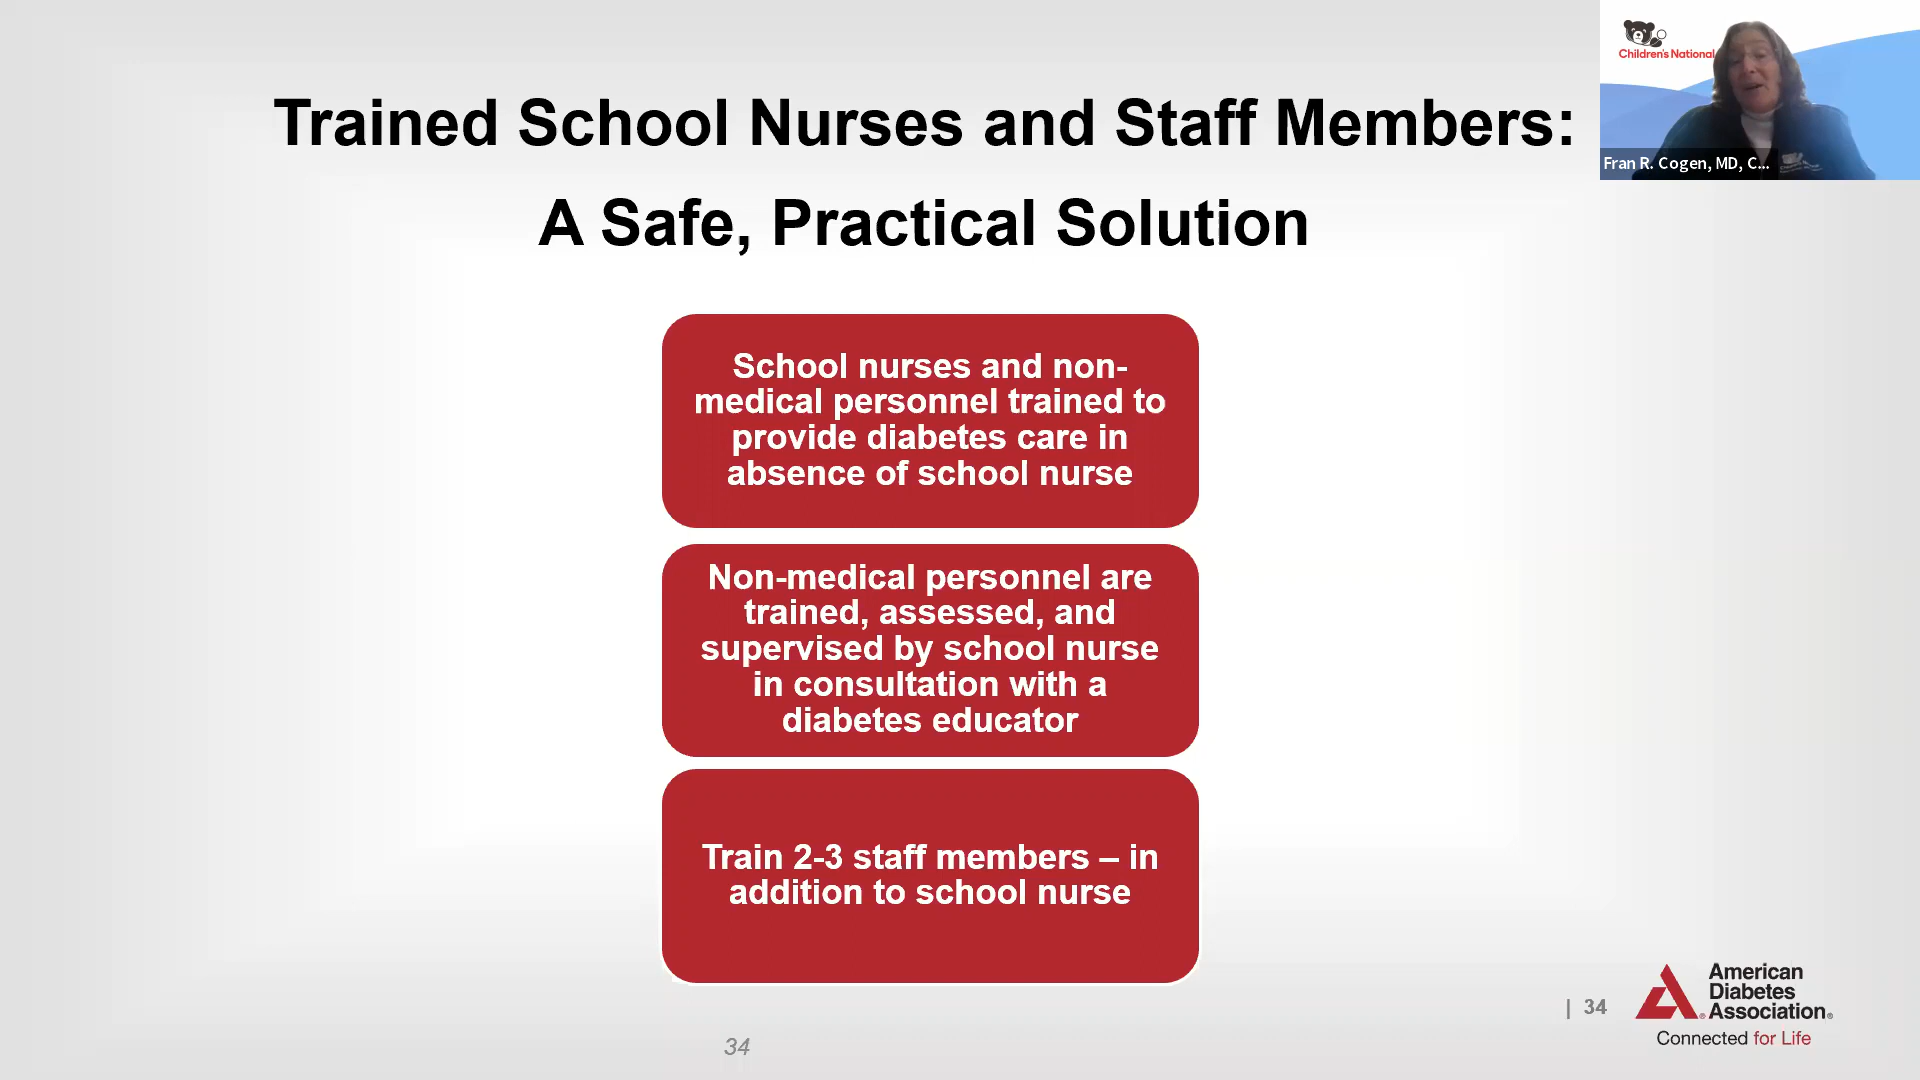 Trained School Nurses and Staff Members:
A Safe, Practical Solution
Children's National
Fran R. Cogen, MD, C...
School nurses and non-
medical personnel trained to
provide diabetes care in
absence of school nurse
Non-medical personnel are
trained, assessed, and
supervised by school nurse
in consultation with a
diabetes educator
Train 2-3 staff members – in
addition to school nurse
| 34
American
Diabetes
Association®
Connected for Life
34